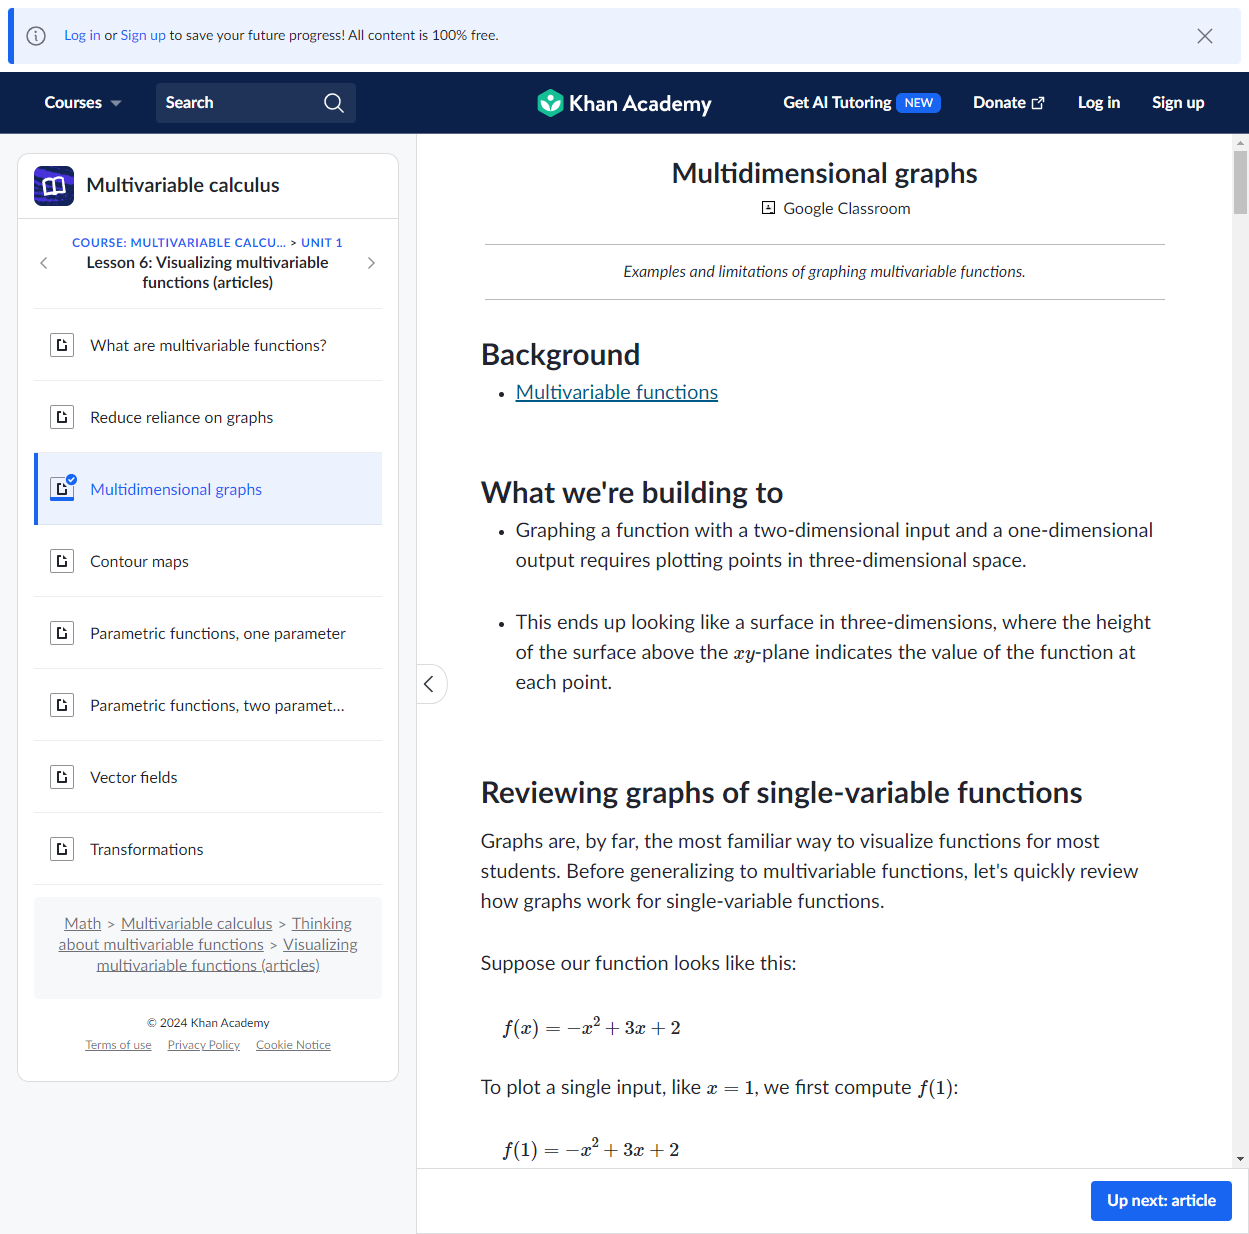 Log in or Sign up to save your future progress! All content is 100% free.
Courses
Search
Khan Academy
Get AI Tutoring NEW
Donate
Log in
Sign up
Multivariable calculus
COURSE: MULTIVARIABLE CALCU... > UNIT 1
Lesson 6: Visualizing multivariable
functions (articles)
What are multivariable functions?
Reduce reliance on graphs
Multidimensional graphs
Contour maps
Parametric functions, one parameter
Parametric functions, two paramet...
Vector fields
Transformations
Math > Multivariable calculus > Thinking
about multivariable functions > Visualizing
multivariable functions (articles)
© 2024 Khan Academy
Terms of use Privacy Policy Cookie Notice
Multidimensional graphs
Google Classroom
Examples and limitations of graphing multivariable functions.
Background
• Multivariable functions
What we're building to
• Graphing a function with a two-dimensional input and a one-dimensional
output requires plotting points in three-dimensional space.
• This ends up looking like a surface in three-dimensions, where the height
of the surface above the xy-plane indicates the value of the function at
each point.
Reviewing graphs of single-variable functions
Graphs are, by far, the most familiar way to visualize functions for most
students. Before generalizing to multivariable functions, let's quickly review
how graphs work for single-variable functions.
Suppose our function looks like this:
f(x) = −x² + 3x + 2
To plot a single input, like x = 1, we first compute f(1):
f(1) = −x² + 3x + 2
Up next: article